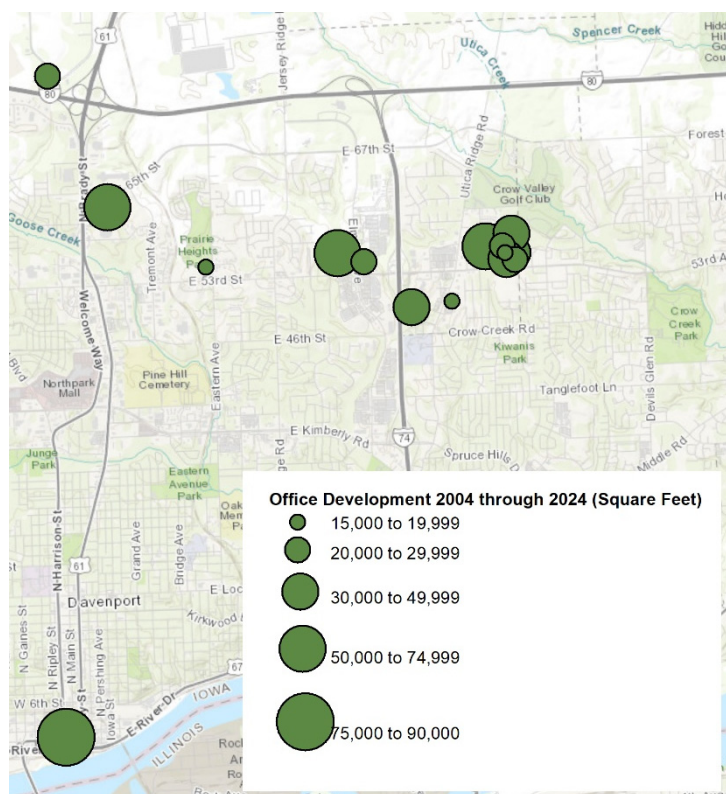 Spencer Creek
61
Jersey Ridge
Utica
Creek
80
80
Forest
E 67th St
Utica Ridge Rd
N Brady St
65th St
Crow Valley
Golf Club
Goose Creek
Tremont Ave
Prairie
Heights
E 53rd St
53rd A
Welcome Way
Crow Creek Rd
Crow
Creek
Park
E 46th St
Kiwanis
Park
Pine Hill
Cemetery
Northpark
Mall
Eastern Ave
Tanglefoot Ln
Devils Glen Rd
E Kimberly Rd
74
Junge
Park
Spruce Hills D
Middle Rd
Eastern
Avenue Park
Office Development 2004 through 2024 (Square Feet)
15,000 to 19,999
20,000 to 29,999
30,000 to 49,999
50,000 to 74,999
75,000 to 90,000
N Harrison St
61
Grand Ave
Bridge Ave
E Loc
Davenport
Kirkwood
N Gaines St
N Ripley St
N Main St
N Pershing Ave
Iowa St
W 6th St
E River Dr
67
IOWA
ILLINOIS